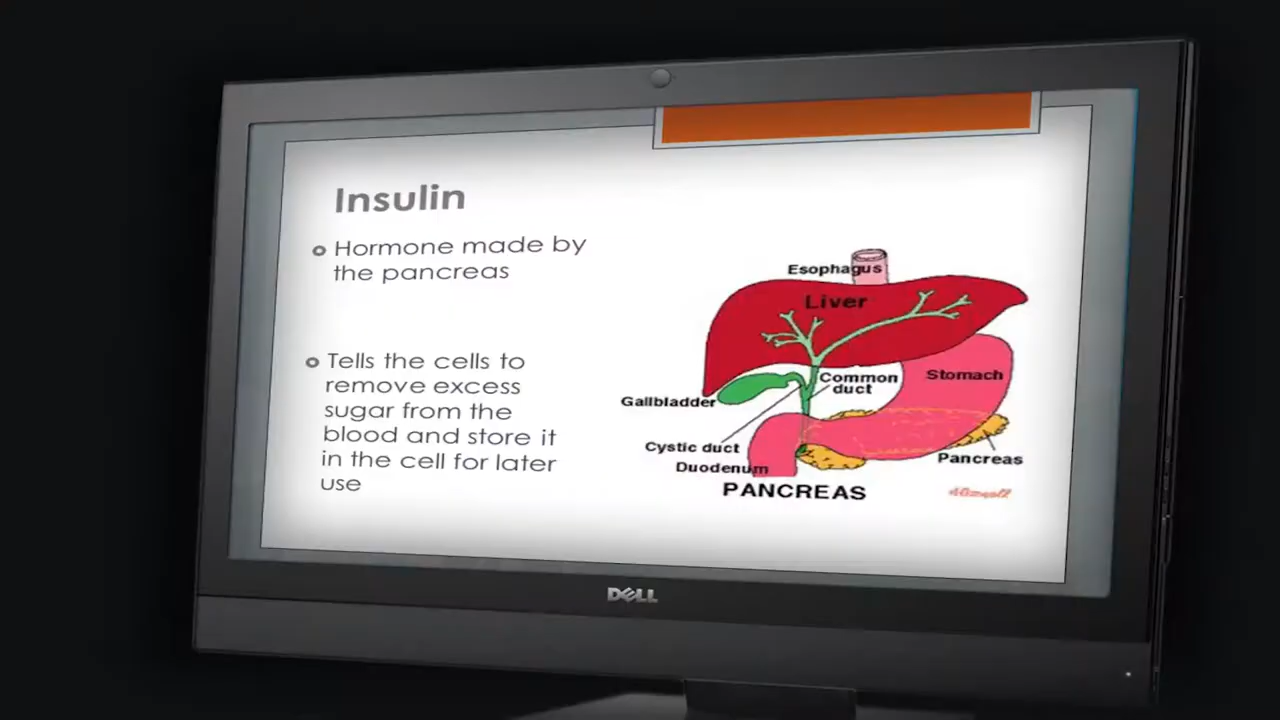 Insulin
Hormone made by
the pancreas
Tells the cells to
remove excess
sugar from the
blood and store it
in the cell for later
use
Esophagus
Liver
Common
duct
Stomach
Gallbladder
Cystic duct
Duodenum
Pancreas
PANCREAS
DELL